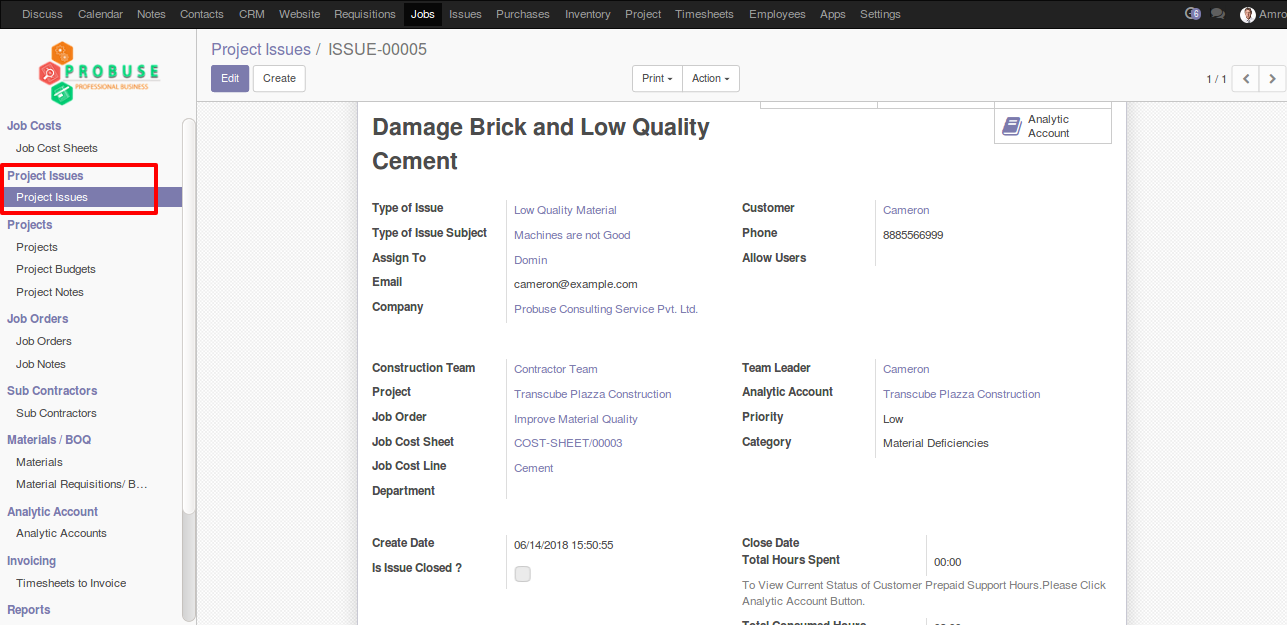 Discuss Calendar Notes Contacts CRM Website Requisitions Jobs Issues Purchases Inventory Project Timesheets Employees Apps Settings 6 Amro
PROBUSE
PROFESSIONAL BUSINESS
Job Costs
Job Cost Sheets
Project Issues
Project Issues
Projects
Projects
Project Budgets
Project Notes
Job Orders
Job Orders
Job Notes
Sub Contractors
Sub Contractors
Materials / BOQ
Materials
Material Requisitions/ B...
Analytic Account
Analytic Accounts
Invoicing
Timesheets to Invoice
Reports
Project Issues / ISSUE-00005
Edit Create Print Action 1 / 1
Analytic
Account
Damage Brick and Low Quality
Cement
Type of Issue Low Quality Material
Type of Issue Subject Machines are not Good
Assign To Domin
Email cameron@example.com
Company Probuse Consulting Service Pvt. Ltd.
Customer Cameron
Phone 8885566999
Allow Users
Construction Team Contractor Team
Project Transcube Plazza Construction
Job Order Improve Material Quality
Job Cost Sheet COST-SHEET/00003
Job Cost Line Cement
Department
Team Leader Cameron
Analytic Account Transcube Plazza Construction
Priority Low
Category Material Deficiencies
Create Date 06/14/2018 15:50:55
Is Issue Closed ?
Close Date
Total Hours Spent 00:00
To View Current Status of Customer Prepaid Support Hours.Please Click
Analytic Account Button.
Total Consumed Hours